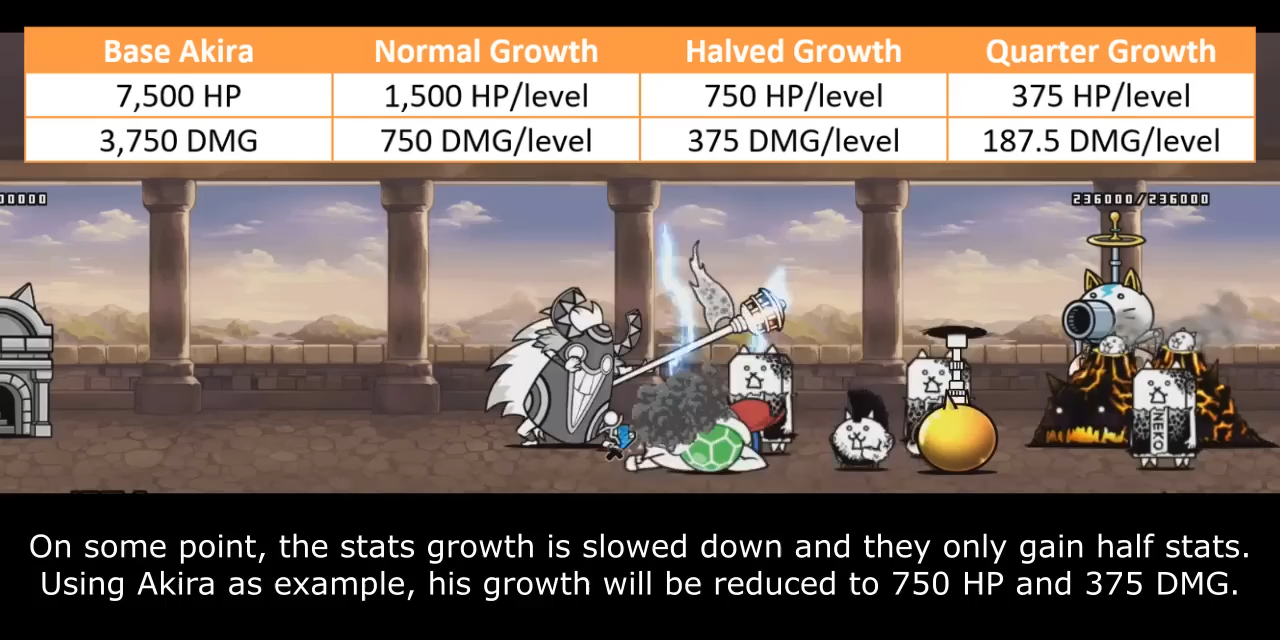 Base Akira Normal Growth Halved Growth Quarter Growth
7,500 HP 1,500 HP/level 750 HP/level 375 HP/level
3,750 DMG 750 DMG/level 375 DMG/level 187.5 DMG/level
00000 236000/236000
NEKO
On some point, the stats growth is slowed down and they only gain half stats.
Using Akira as example, his growth will be reduced to 750 HP and 375 DMG.